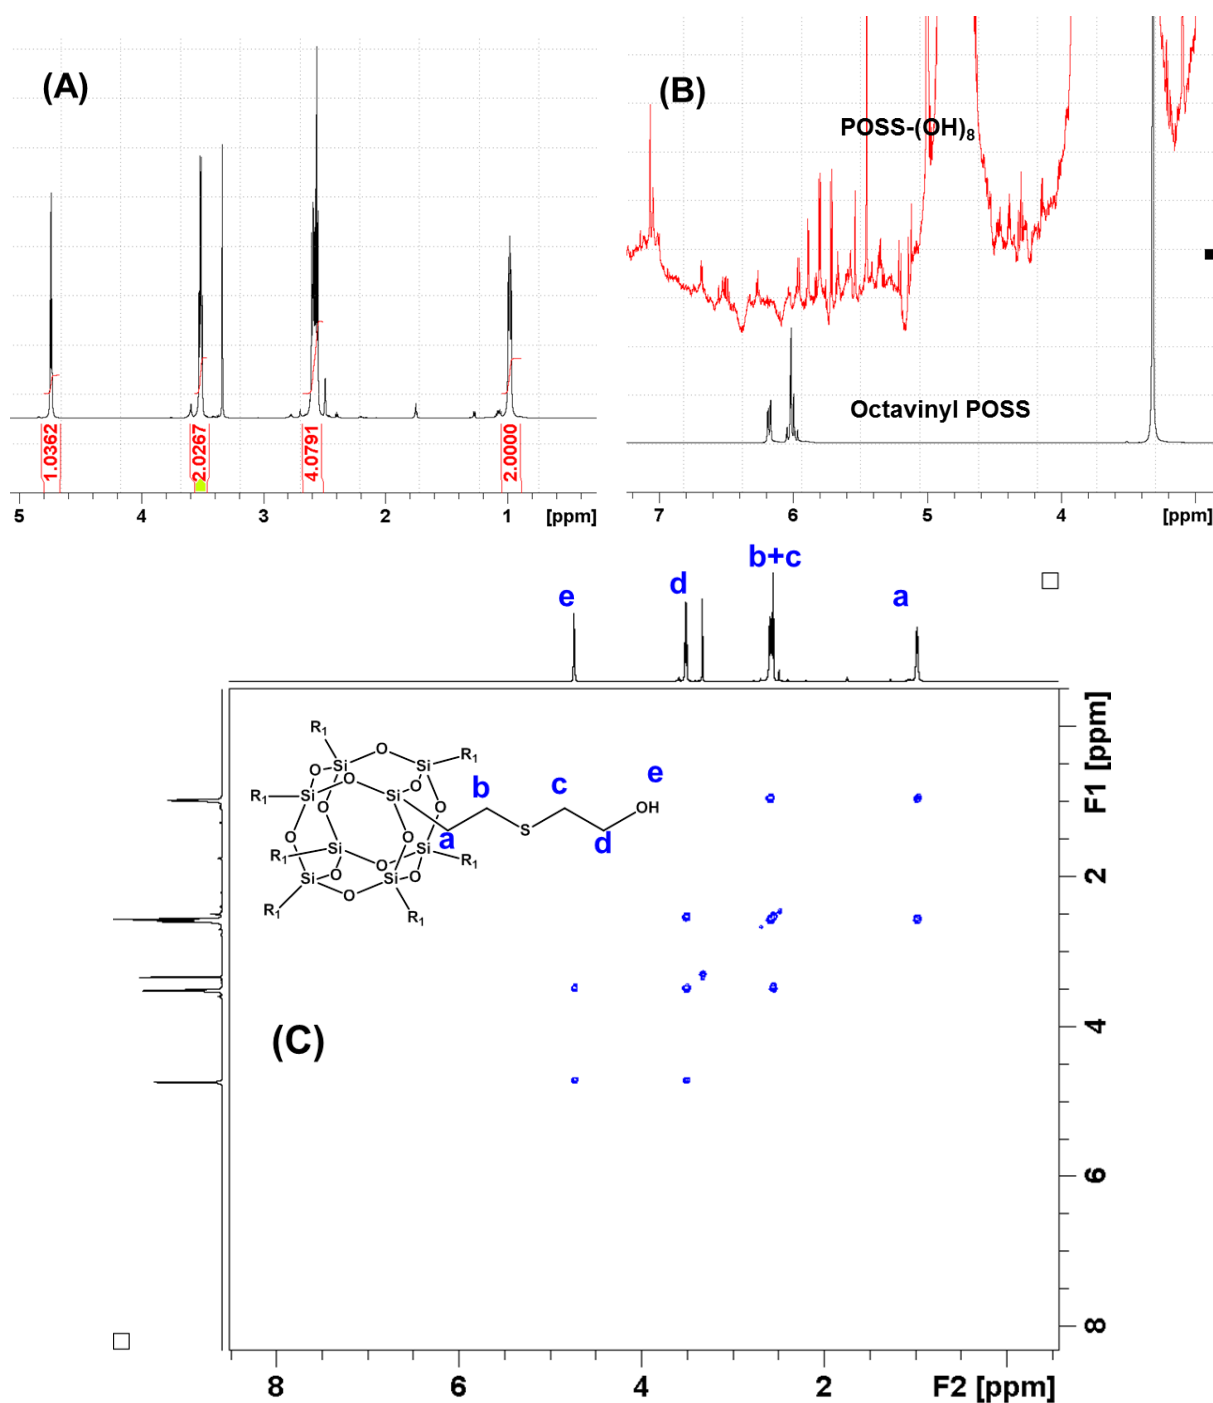 (A)
1.0362
2.0267
4.0791
2.0000
5 4 3 2 1 [ppm]
(B)
POSS-(OH)8
Octavinyl POSS
7 6 5 4 [ppm]
e d b+c a
R1
R1
R1
R1
R1
R1
R1
Si
Si
Si
Si
Si
Si
Si
Si
O
O
O
O
O
O
O
O
O
O
O
O
a
b
S
c
d
e
OH
(C)
F1 [ppm]
2
4
6
8
8 6 4 2 F2 [ppm]